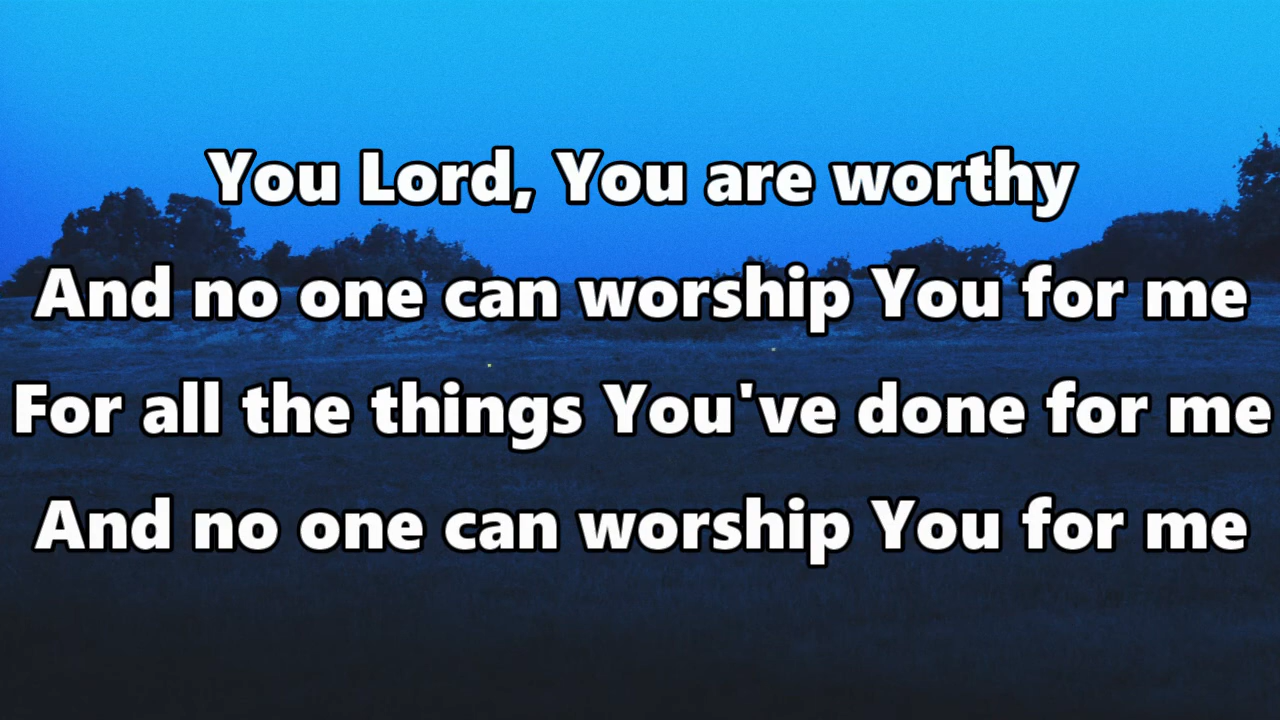 You Lord, You are worthy
And no one can worship You for me
For all the things You've done for me
And no one can worship You for me